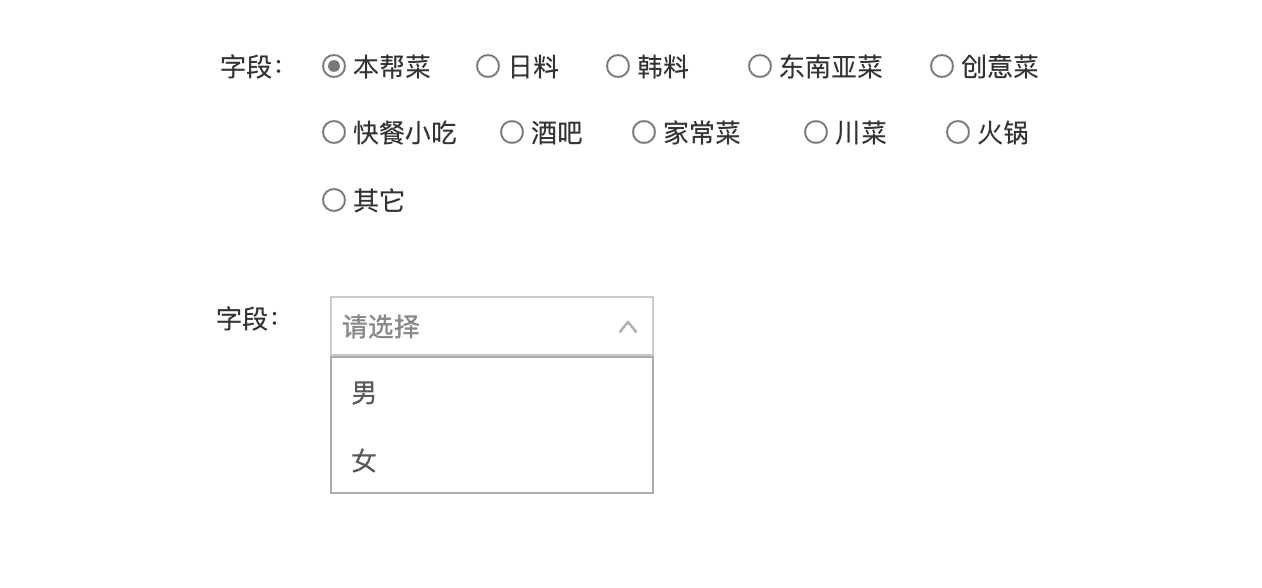 字段： 本帮菜 日料 韩料 东南亚菜 创意菜
快餐小吃 酒吧 家常菜 川菜 火锅
其它
字段： 请选择
男
女